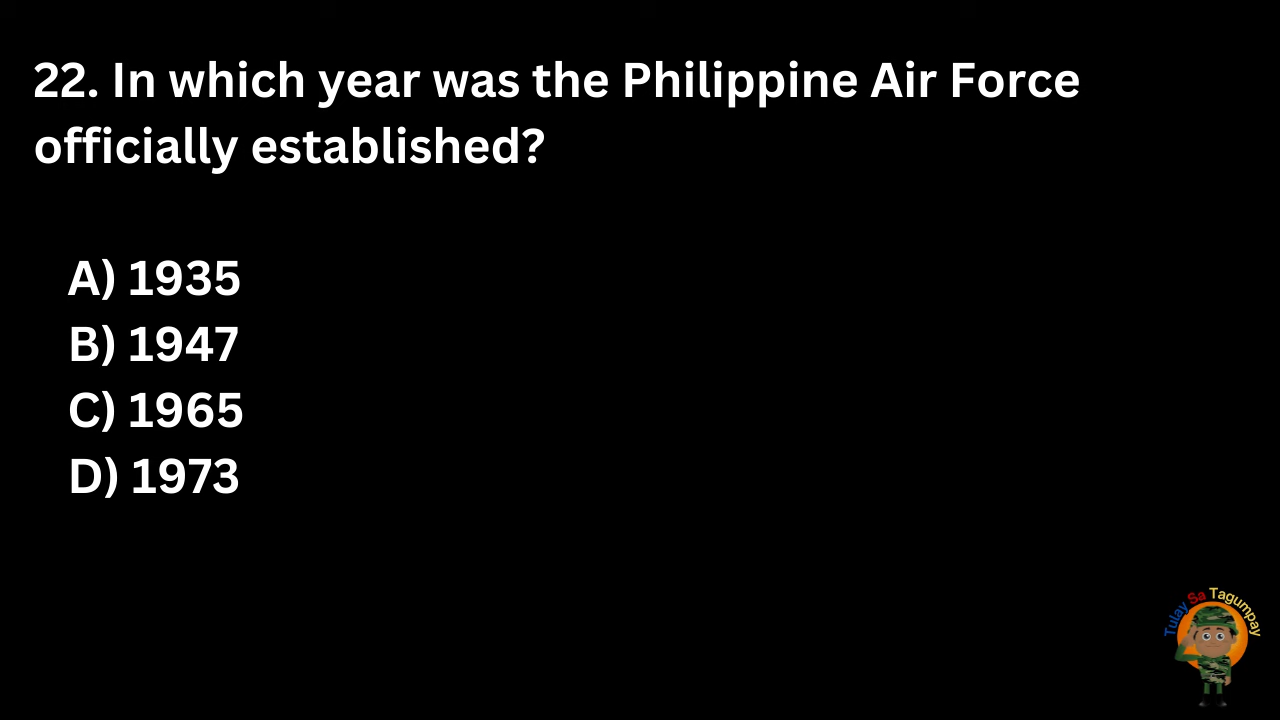 22. In which year was the Philippine Air Force
officially established?
A) 1935
B) 1947
C) 1965
D) 1973
Tulay Sa Tagumpay